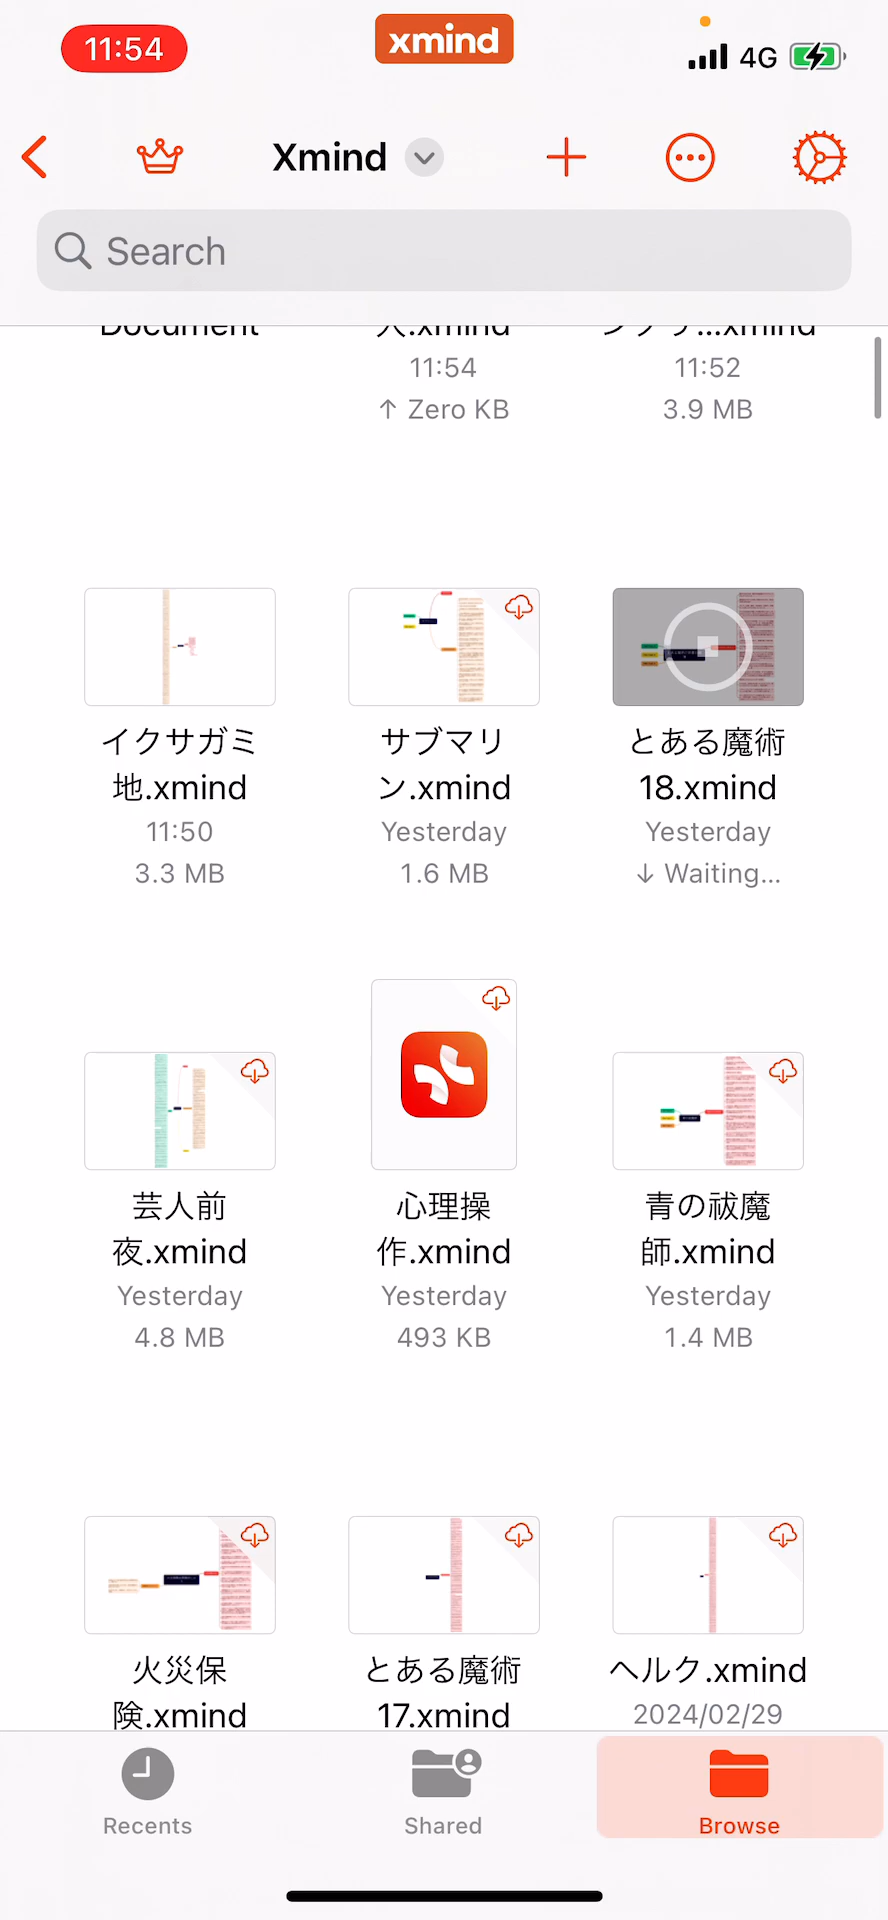 11:54
xmind
4G
Xmind
Search
Document
人.xmind
11:54
11:52
↑ Zero KB
3.9 MB
イクサガミ
地.xmind
11:50
3.3 MB
サブマリ
ン.xmind
Yesterday
1.6 MB
とある魔術
18.xmind
Yesterday
↓ Waiting...
芸人前
夜.xmind
Yesterday
4.8 MB
心理操
作.xmind
Yesterday
493 KB
青の祓魔
師.xmind
Yesterday
1.4 MB
火災保
険.xmind
とある魔術
17.xmind
ヘルク.xmind
2024/02/29
Recents
Shared
Browse